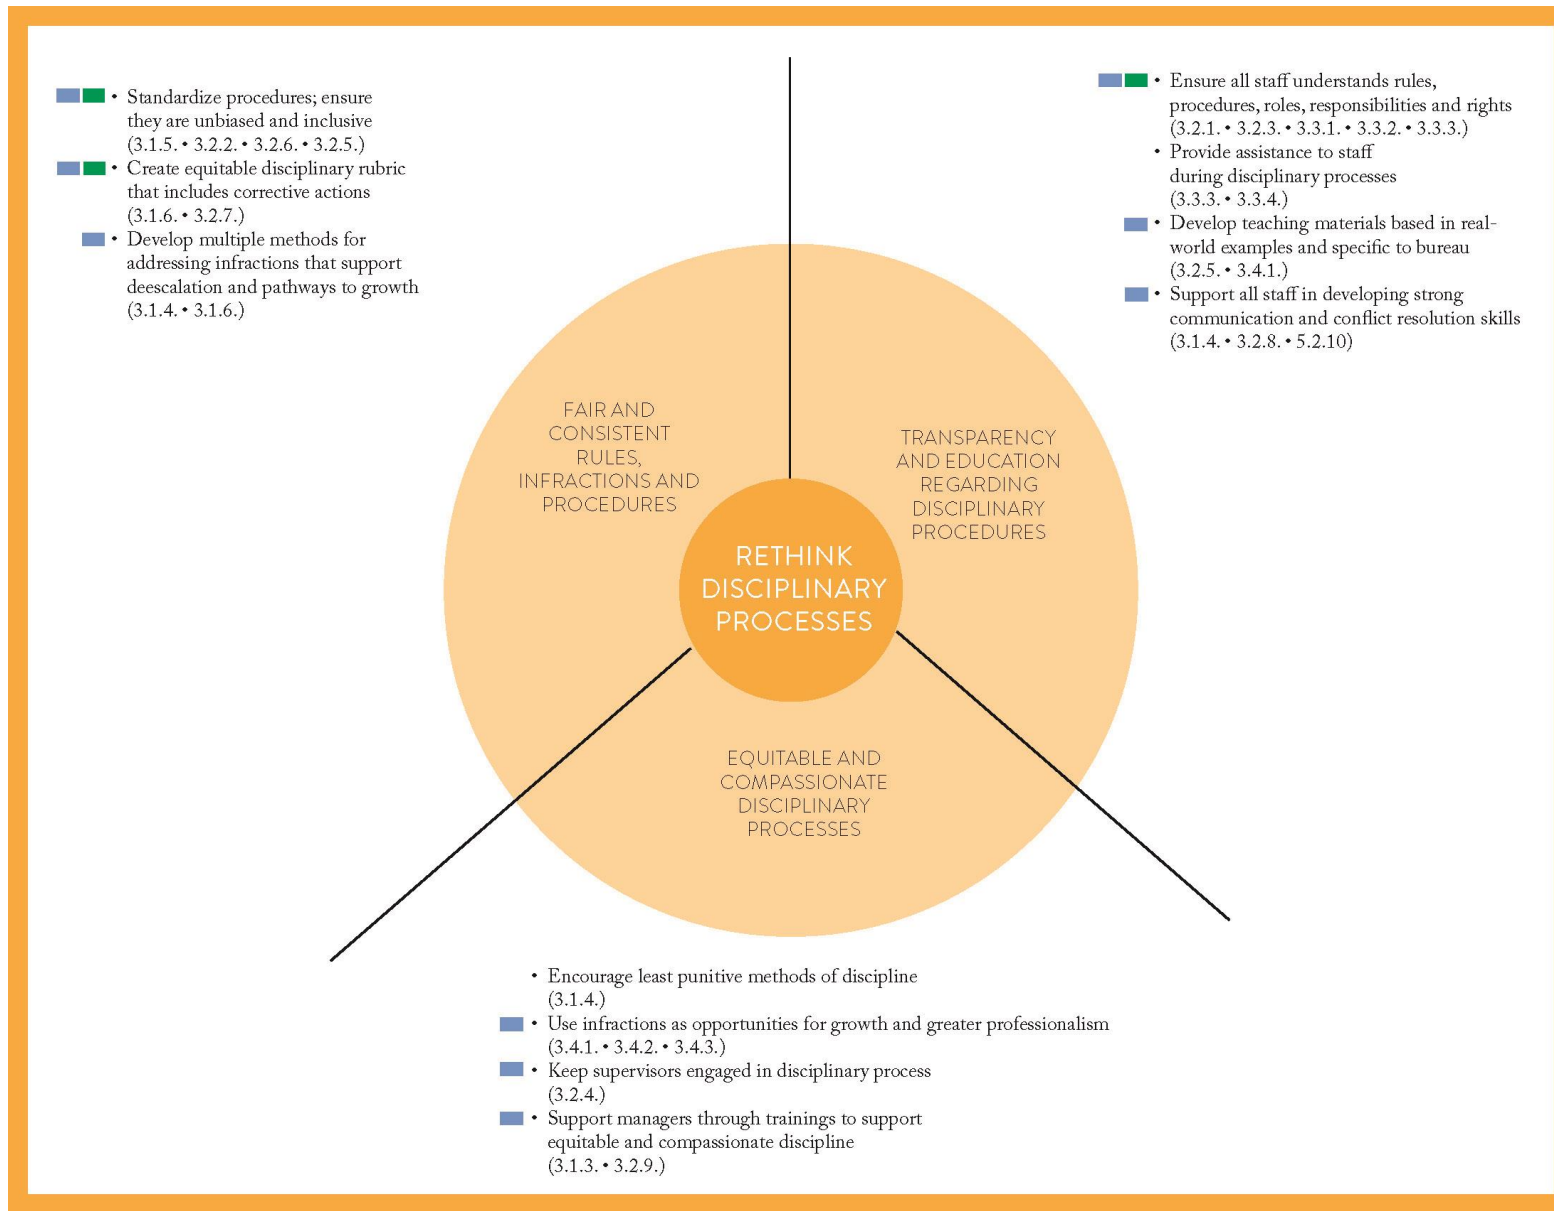 • Standardize procedures; ensure
they are unbiased and inclusive
(3.1.5. • 3.2.2. • 3.2.6. • 3.2.5.)
• Create equitable disciplinary rubric
that includes corrective actions
(3.1.6. • 3.2.7.)
• Develop multiple methods for
addressing infractions that support
deescalation and pathways to growth
(3.1.4. • 3.1.6.)
• Ensure all staff understands rules,
procedures, roles, responsibilities and rights
(3.2.1. • 3.2.3. • 3.3.1. • 3.3.2. • 3.3.3.)
• Provide assistance to staff
during disciplinary processes
(3.3.3. • 3.3.4.)
• Develop teaching materials based in real-
world examples and specific to bureau
(3.2.5. • 3.4.1.)
• Support all staff in developing strong
communication and conflict resolution skills
(3.1.4. • 3.2.8. • 5.2.10)
FAIR AND
CONSISTENT
RULES,
INFRACTIONS AND
PROCEDURES
TRANSPARENCY
AND EDUCATION
REGARDING
DISCIPLINARY
PROCEDURES
RETHINK
DISCIPLINARY
PROCESSES
EQUITABLE AND
COMPASSIONATE
DISCIPLINARY
PROCESSES
• Encourage least punitive methods of discipline
(3.1.4.)
• Use infractions as opportunities for growth and greater professionalism
(3.4.1. • 3.4.2. • 3.4.3.)
• Keep supervisors engaged in disciplinary process
(3.2.4.)
• Support managers through trainings to support
equitable and compassionate discipline
(3.1.3. • 3.2.9.)